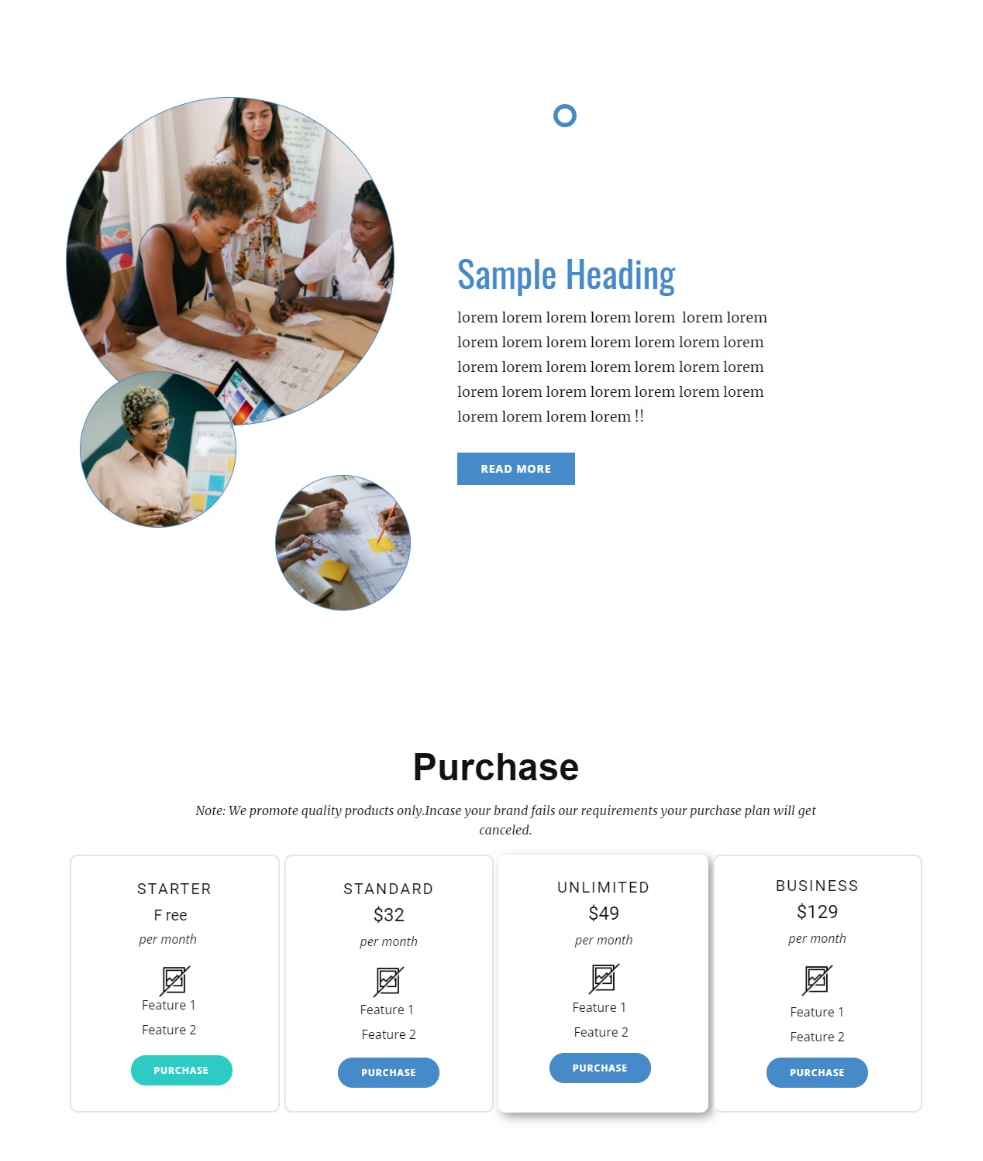 Sample Heading
lorem lorem lorem lorem lorem  lorem lorem
lorem lorem lorem lorem lorem lorem lorem
lorem lorem lorem lorem lorem lorem lorem
lorem lorem lorem lorem lorem lorem lorem
lorem lorem lorem lorem !!
READ MORE
Purchase
Note: We promote quality products only.Incase your brand fails our requirements your purchase plan will get
canceled.
STARTER
F ree
per month
Feature 1
Feature 2
PURCHASE
STANDARD
$32
per month
Feature 1
Feature 2
PURCHASE
UNLIMITED
$49
per month
Feature 1
Feature 2
PURCHASE
BUSINESS
$129
per month
Feature 1
Feature 2
PURCHASE